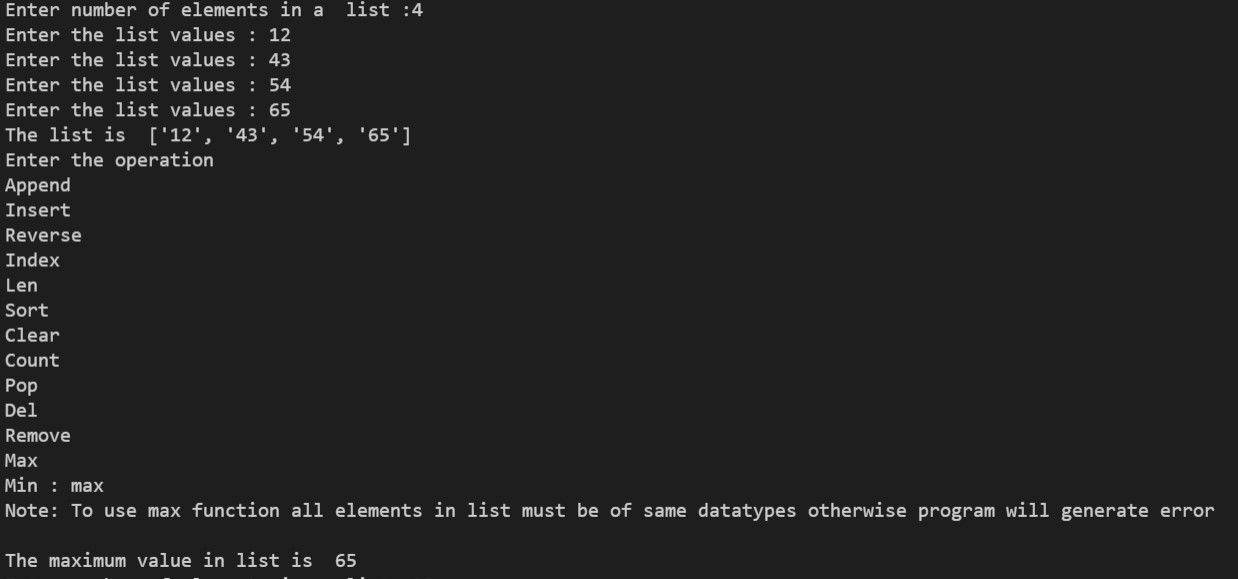 Enter number of elements in a  list :4
Enter the list values : 12
Enter the list values : 43
Enter the list values : 54
Enter the list values : 65
The list is  ['12', '43', '54', '65']
Enter the operation
Append
Insert
Reverse
Index
Len
Sort
Clear
Count
Pop
Del
Remove
Max
Min : max
Note: To use max function all elements in list must be of same datatypes otherwise program will generate error
The maximum value in list is  65